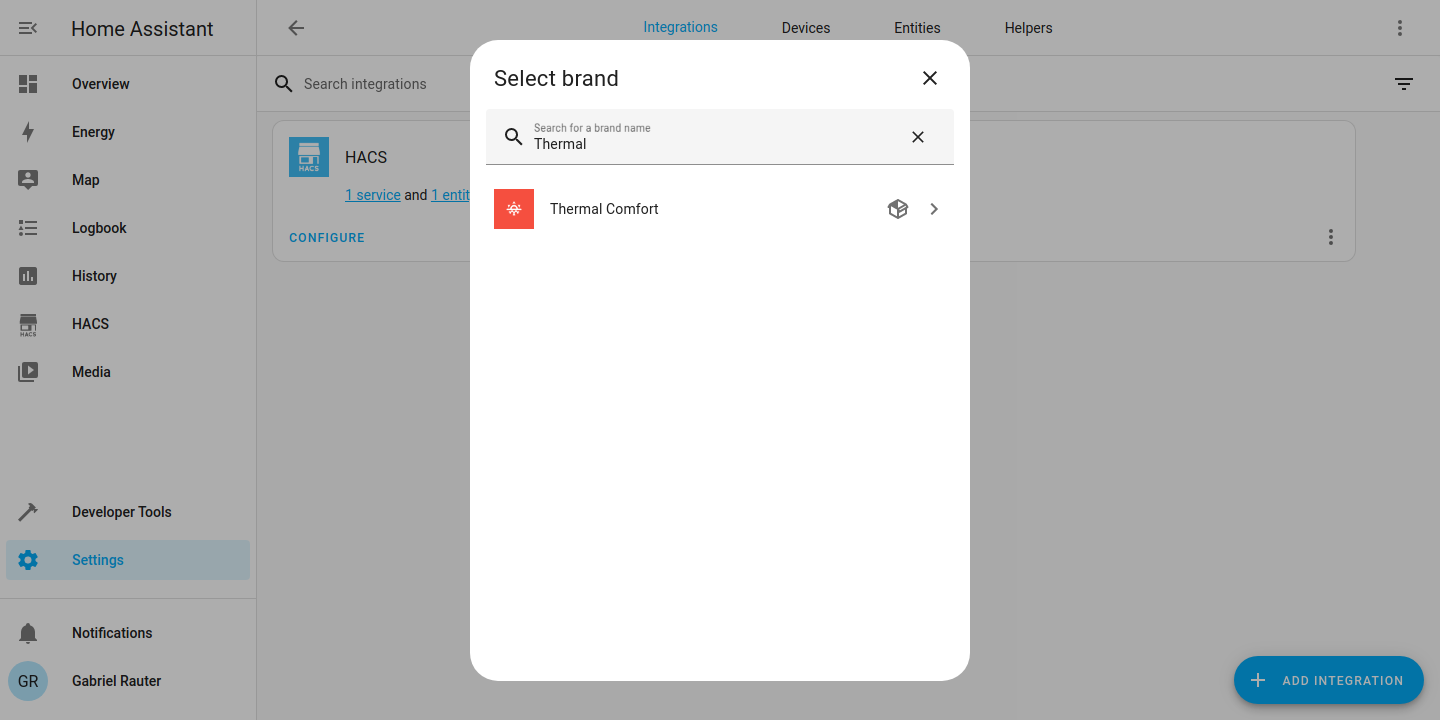 Home Assistant
Integrations
Devices
Entities
Helpers
Overview
Search integrations
Select brand
Energy
Search for a brand name
Thermal
HACS
HACS
Map
1 service and 1 entit
Thermal Comfort
Logbook
CONFIGURE
History
HACS
HACS
Media
Developer Tools
Settings
Notifications
GR
Gabriel Rauter
ADD INTEGRATION